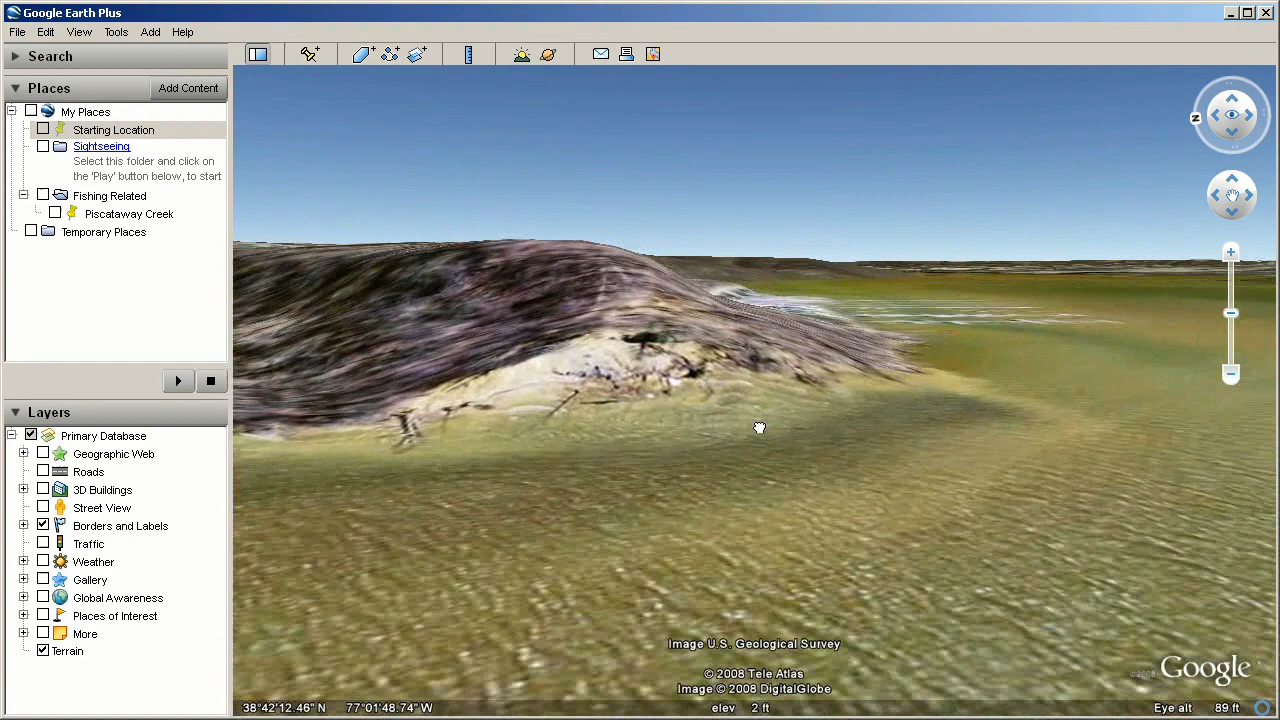 Google Earth Plus
File Edit View Tools Add Help
Search
Places
Add Content
My Places
Starting Location
Sightseeing
Select this folder and click on
the 'Play' button below, to start
Fishing Related
Piscataway Creek
Temporary Places
Layers
Primary Database
Geographic Web
Roads
3D Buildings
Street View
Borders and Labels
Traffic
Weather
Gallery
Global Awareness
Places of Interest
More
Terrain
N
Image U.S. Geological Survey
© 2008 Tele Atlas
Image © 2008 DigitalGlobe
©2008 Google
38°42'12.46" N 77°01'48.74" W elev 2 ft Eye alt 89 ft